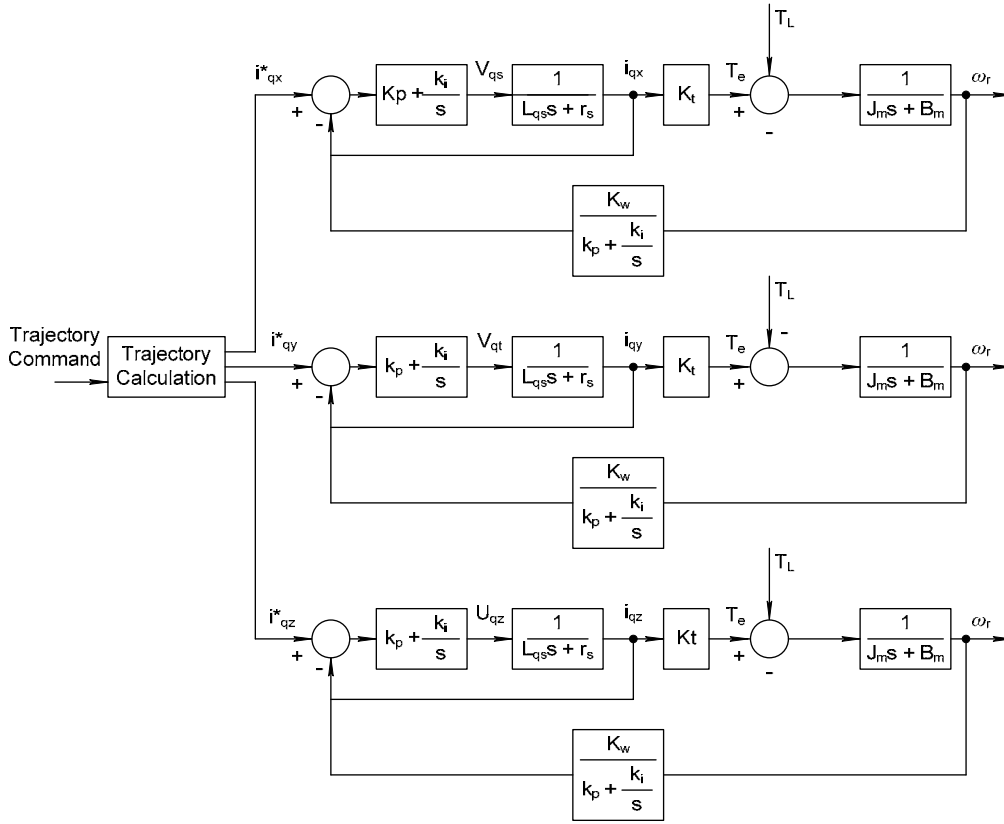 T_L
i*_qx
+
-
Kp + k_i/s
V_qs
1/(L_qs s + r_s)
i_qx
K_t
T_e
+
-
1/(J_m s + B_m)
ω_r
K_w/(k_p + k_i/s)
Trajectory
Command
Trajectory
Calculation
T_L
i*_qy
+
-
k_p + k_i/s
V_qt
1/(L_qs s + r_s)
i_qy
K_t
T_e
+
-
1/(J_m s + B_m)
ω_r
K_w/(k_p + k_i/s)
T_L
i*_qz
+
-
k_p + k_i/s
U_qz
1/(L_qs s + r_s)
i_qz
Kt
T_e
+
-
1/(J_m s + B_m)
ω_r
K_w/(k_p + k_i/s)